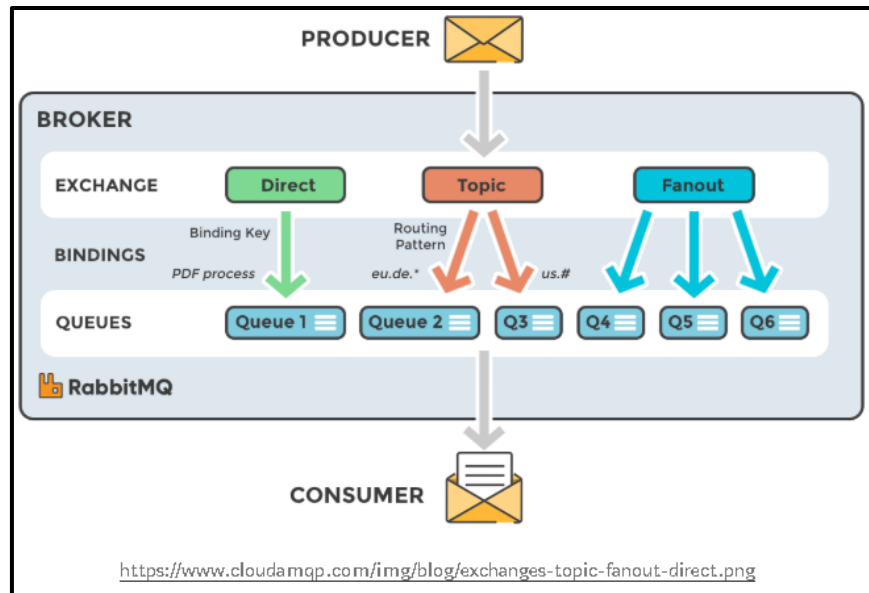 PRODUCER
BROKER
EXCHANGE
Direct
Topic
Fanout
Binding Key
Routing
Pattern
BINDINGS
PDF process
eu.de.*
us.#
QUEUES
Queue 1
Queue 2
Q3
Q4
Q5
Q6
RabbitMQ
CONSUMER
https://www.cloudamqp.com/img/blog/exchanges-topic-fanout-direct.png